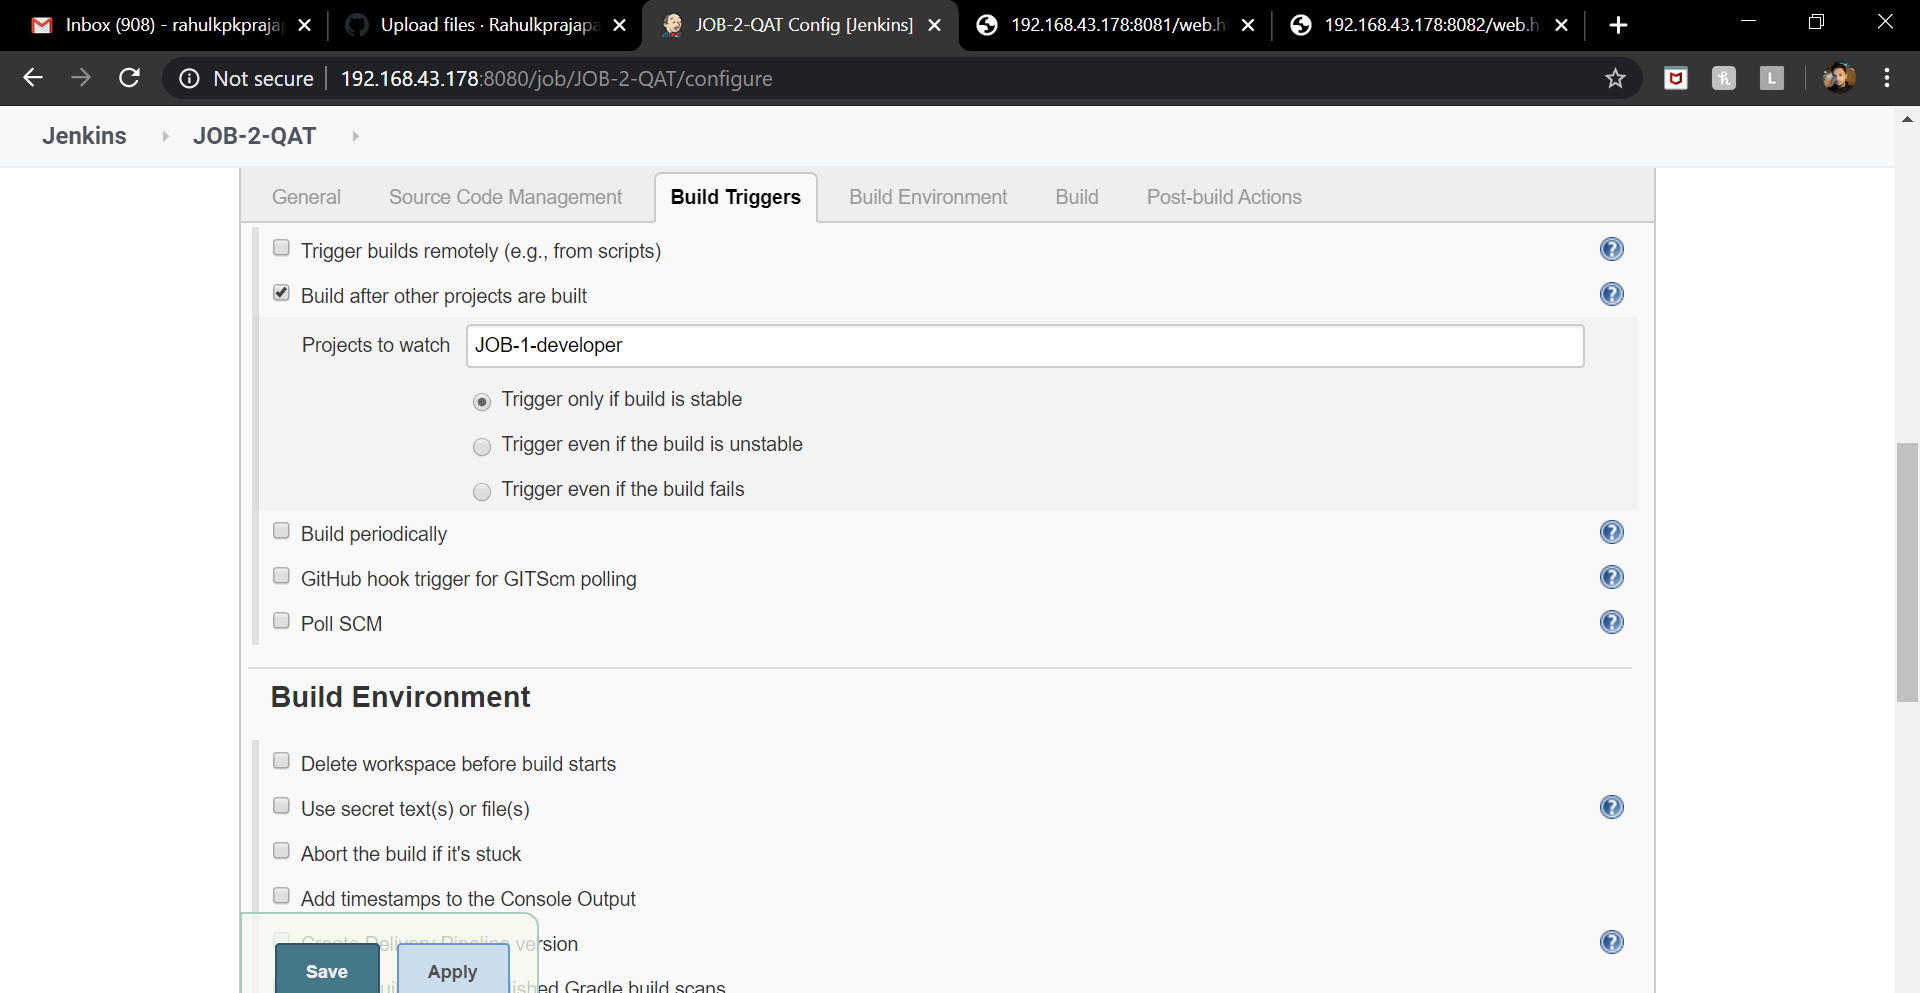 Inbox (908) - rahulkpkpraja
Upload files · Rahulkprajapa
JOB-2-QAT Config [Jenkins]
192.168.43.178:8081/web.h
192.168.43.178:8082/web.h
Not secure
192.168.43.178:8080/job/JOB-2-QAT/configure
L
Jenkins
JOB-2-QAT
General
Source Code Management
Build Triggers
Build Environment
Build
Post-build Actions
Trigger builds remotely (e.g., from scripts)
Build after other projects are built
Projects to watch
JOB-1-developer
Trigger only if build is stable
Trigger even if the build is unstable
Trigger even if the build fails
Build periodically
GitHub hook trigger for GITScm polling
Poll SCM
Build Environment
Delete workspace before build starts
Use secret text(s) or file(s)
Abort the build if it's stuck
Add timestamps to the Console Output
Create Delivery Pipeline version
Save
Apply
Gradle build scans